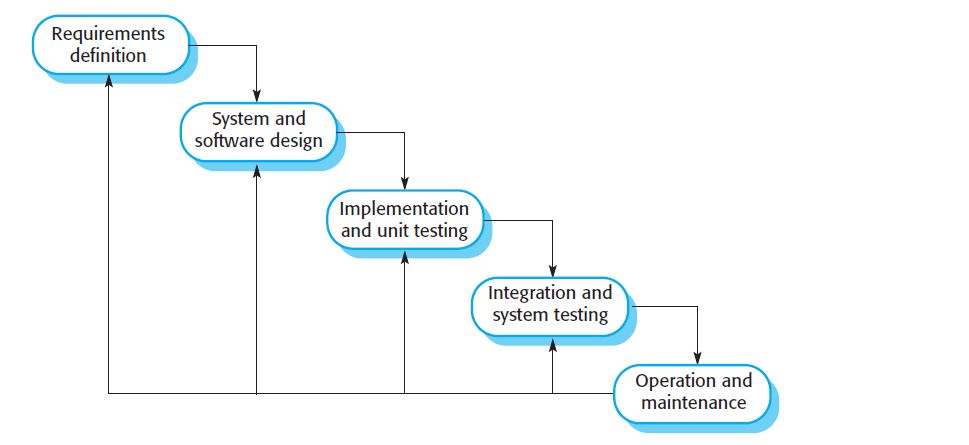 Requirements
definition
System and
software design
Implementation
and unit testing
Integration and
system testing
Operation and
maintenance